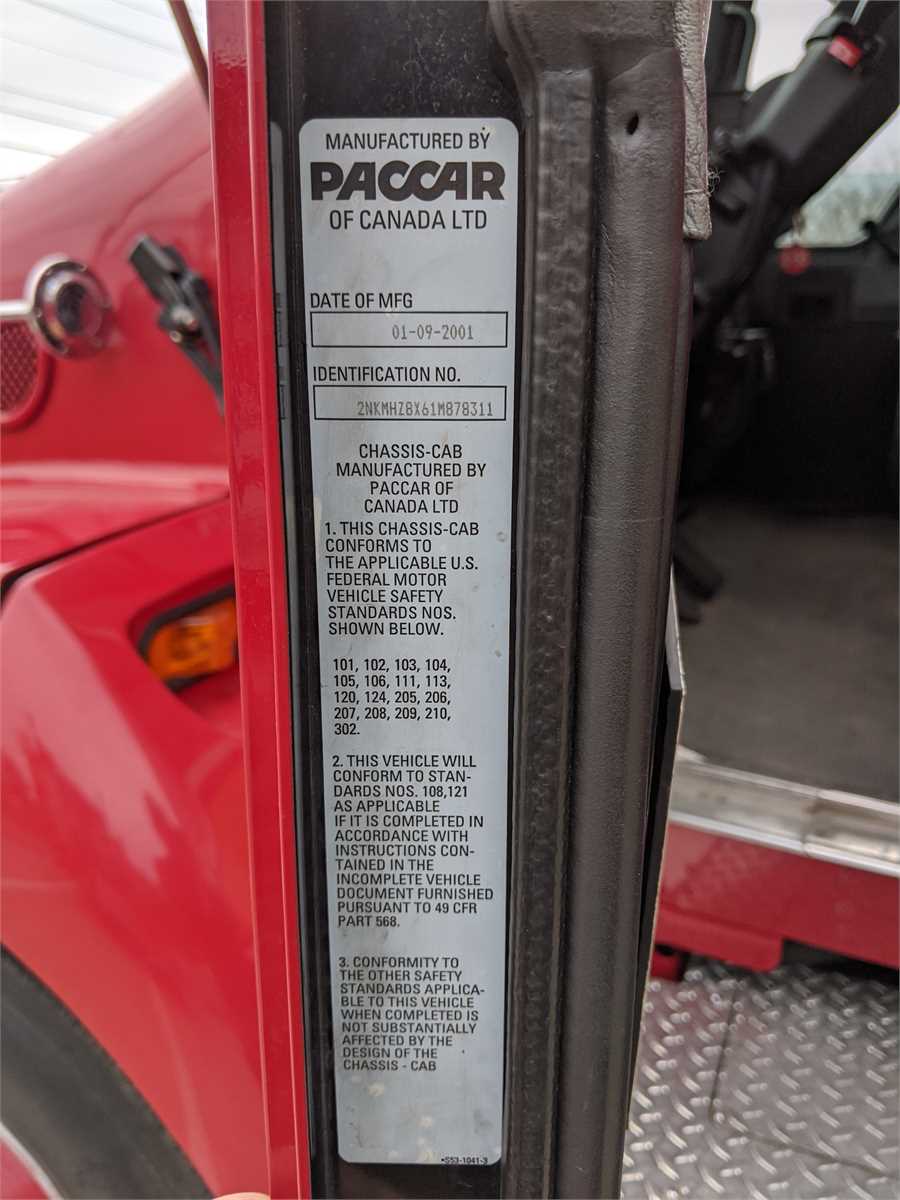 MANUFACTURED BY
PACCAR
OF CANADA LTD
DATE OF MFG
01-09-2001
IDENTIFICATION NO.
2NKMHZ8X61M878311
CHASSIS-CAB
MANUFACTURED BY
PACCAR OF
CANADA LTD
1. THIS CHASSIS-CAB
CONFORMS TO
THE APPLICABLE U.S.
FEDERAL MOTOR
VEHICLE SAFETY
STANDARDS NOS.
SHOWN BELOW.
101, 102, 103, 104,
105, 106, 111, 113,
120, 124, 205, 206,
207, 208, 209, 210,
302.
2. THIS VEHICLE WILL
CONFORM TO STAN-
DARDS NOS. 108,121
AS APPLICABLE
IF IT IS COMPLETED IN
ACCORDANCE WITH
INSTRUCTIONS CON-
TAINED IN THE
INCOMPLETE VEHICLE
DOCUMENT FURNISHED
PURSUANT TO 49 CFR
PART 568.
3. CONFORMITY TO
THE OTHER SAFETY
STANDARDS APPLICA-
BLE TO THIS VEHICLE
WHEN COMPLETED IS
NOT SUBSTANTIALLY
AFFECTED BY THE
DESIGN OF THE
CHASSIS - CAB
•S53-1041-3